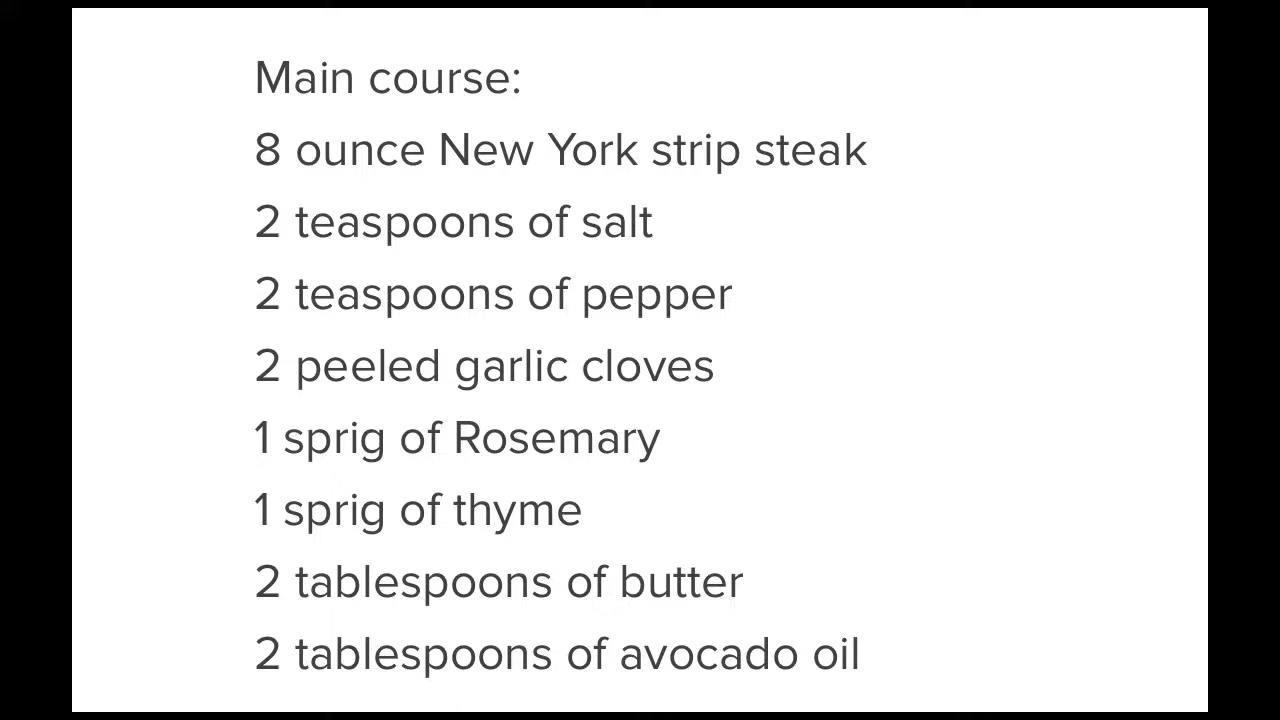 Main course:
8 ounce New York strip steak
2 teaspoons of salt
2 teaspoons of pepper
2 peeled garlic cloves
1 sprig of Rosemary
1 sprig of thyme
2 tablespoons of butter
2 tablespoons of avocado oil